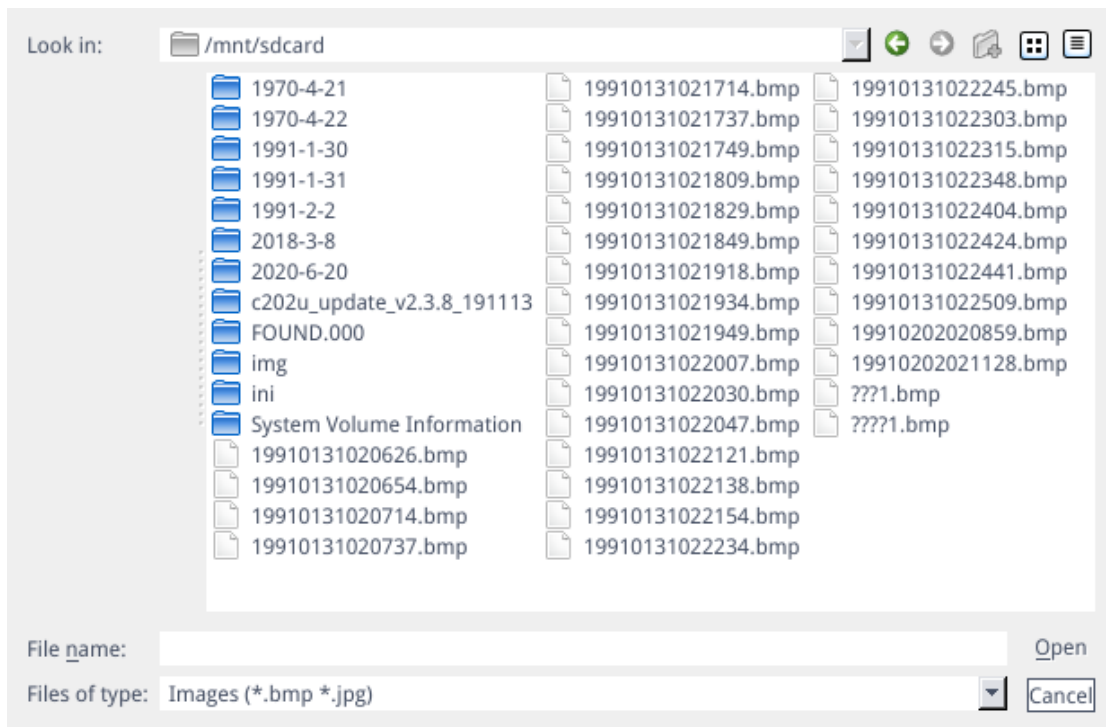 Look in: /mnt/sdcard
1970-4-21
1970-4-22
1991-1-30
1991-1-31
1991-2-2
2018-3-8
2020-6-20
c202u_update_v2.3.8_191113
FOUND.000
img
ini
System Volume Information
19910131020626.bmp
19910131020654.bmp
19910131020714.bmp
19910131020737.bmp
19910131021714.bmp
19910131021737.bmp
19910131021749.bmp
19910131021809.bmp
19910131021829.bmp
19910131021849.bmp
19910131021918.bmp
19910131021934.bmp
19910131021949.bmp
19910131022007.bmp
19910131022030.bmp
19910131022047.bmp
19910131022121.bmp
19910131022138.bmp
19910131022154.bmp
19910131022234.bmp
19910131022245.bmp
19910131022303.bmp
19910131022315.bmp
19910131022348.bmp
19910131022404.bmp
19910131022424.bmp
19910131022441.bmp
19910131022509.bmp
19910202020859.bmp
19910202021128.bmp
???1.bmp
????1.bmp
File name: Open
Files of type: Images (*.bmp *.jpg) Cancel